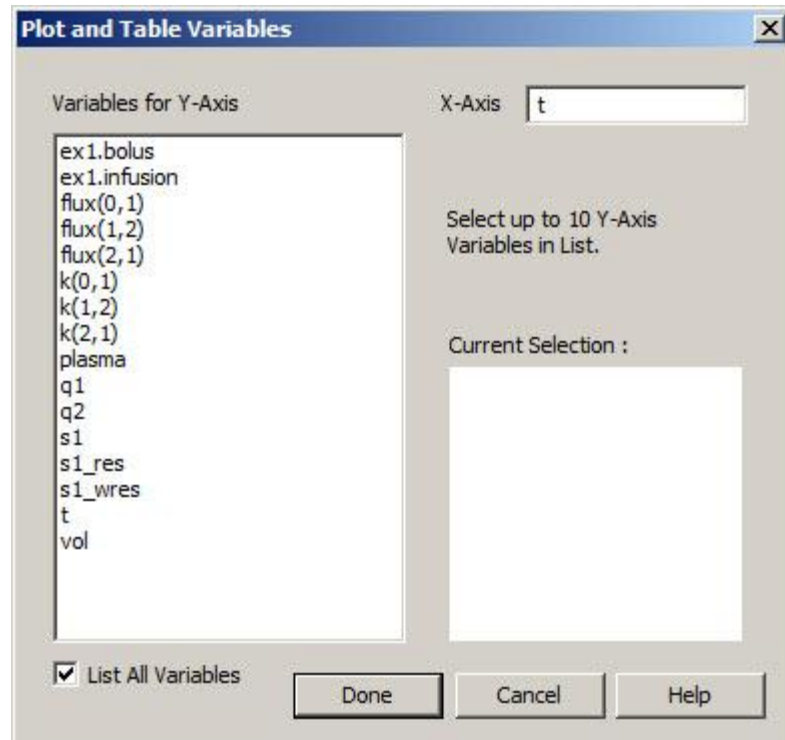 Plot and Table Variables
Variables for Y-Axis
ex1.bolus
ex1.infusion
flux(0,1)
flux(1,2)
flux(2,1)
k(0,1)
k(1,2)
k(2,1)
plasma
q1
q2
s1
s1_res
s1_wres
t
vol
List All Variables
X-Axis t
Select up to 10 Y-Axis
Variables in List.
Current Selection :
Done Cancel Help